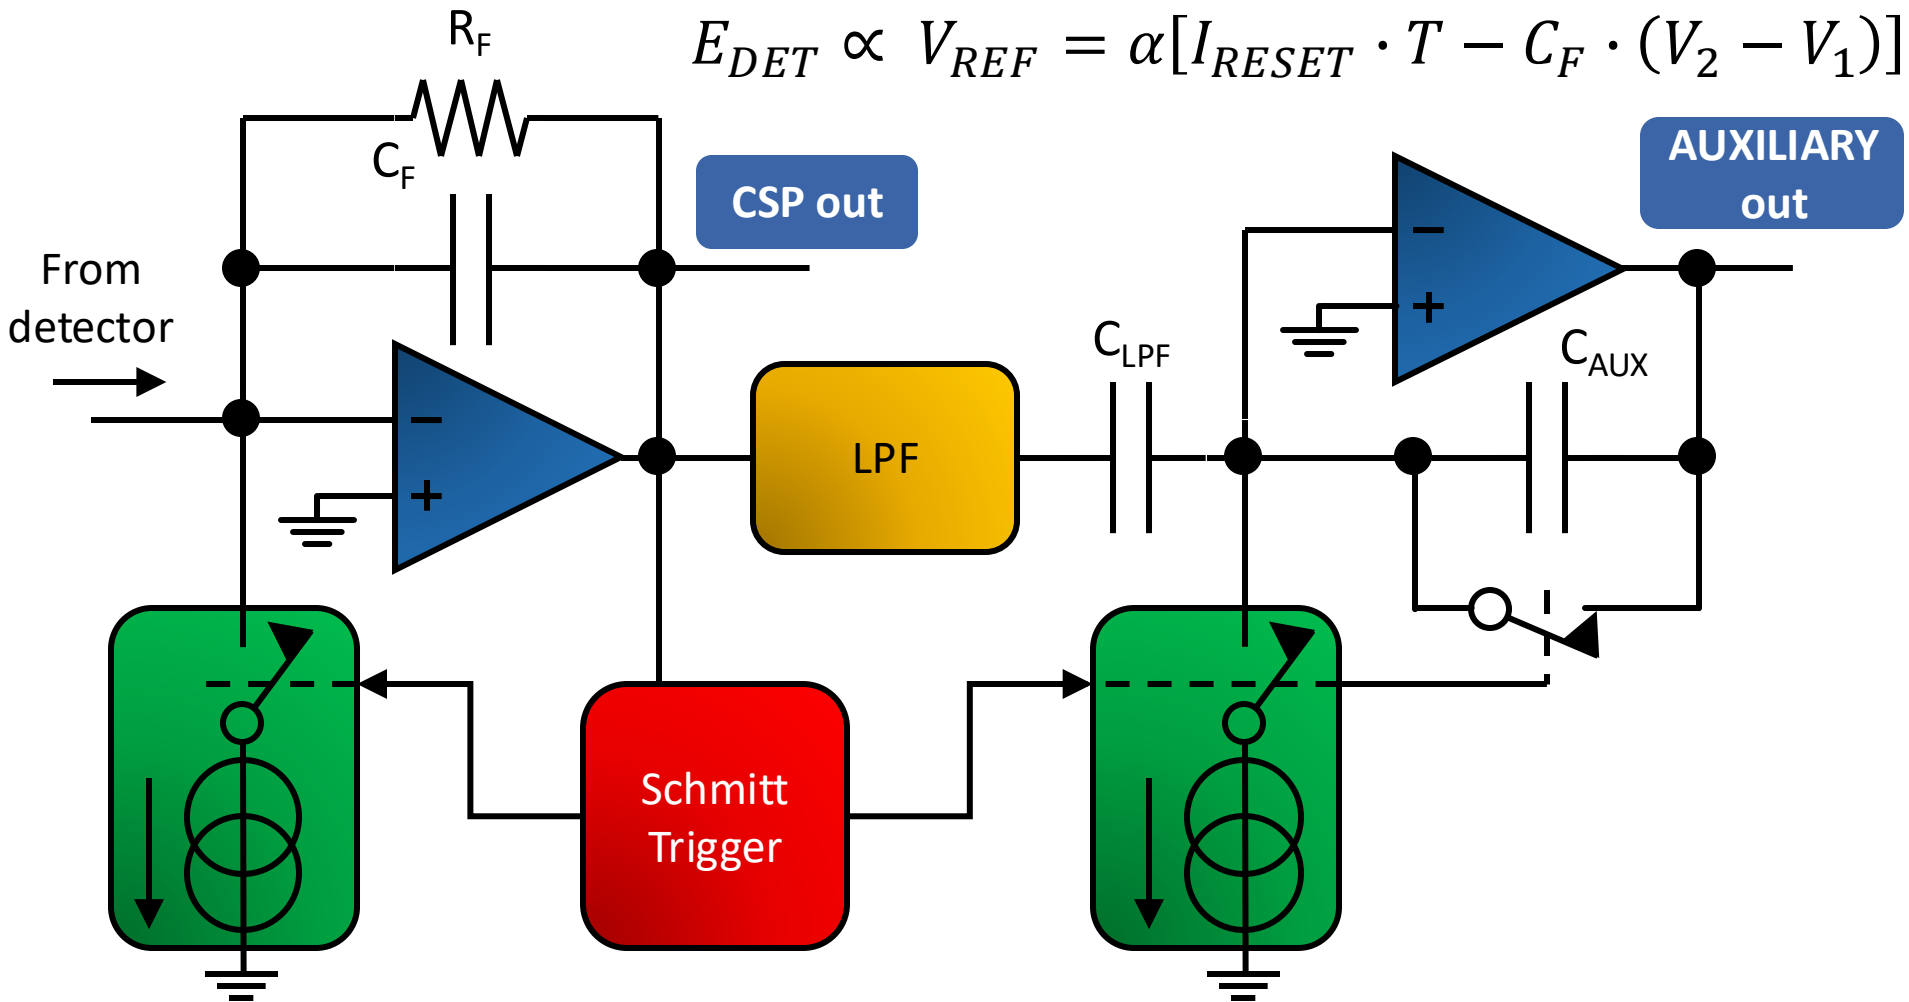 R_F
E_DET ∝ V_REF = α[I_RESET · T − C_F · (V_2 − V_1)]
C_F
CSP out
AUXILIARY
out
From
detector
−
+
−
+
C_LPF
C_AUX
LPF
Schmitt
Trigger